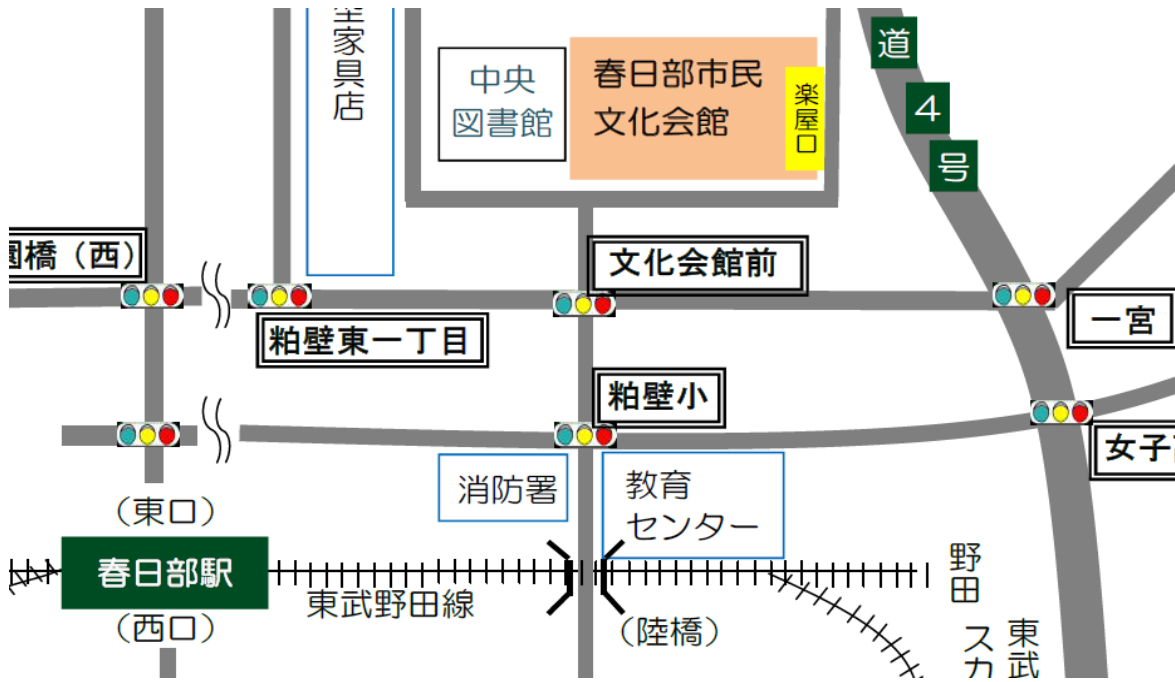 家具店
中央
図書館
春日部市民
文化会館
楽屋口
道4号
橋（西）
文化会館前
一宮
粕壁東一丁目
粕壁小
女子
消防署
教育
センター
（東口）
春日部駅
（西口）
東武野田線
（陸橋）
野田
東武
スカ